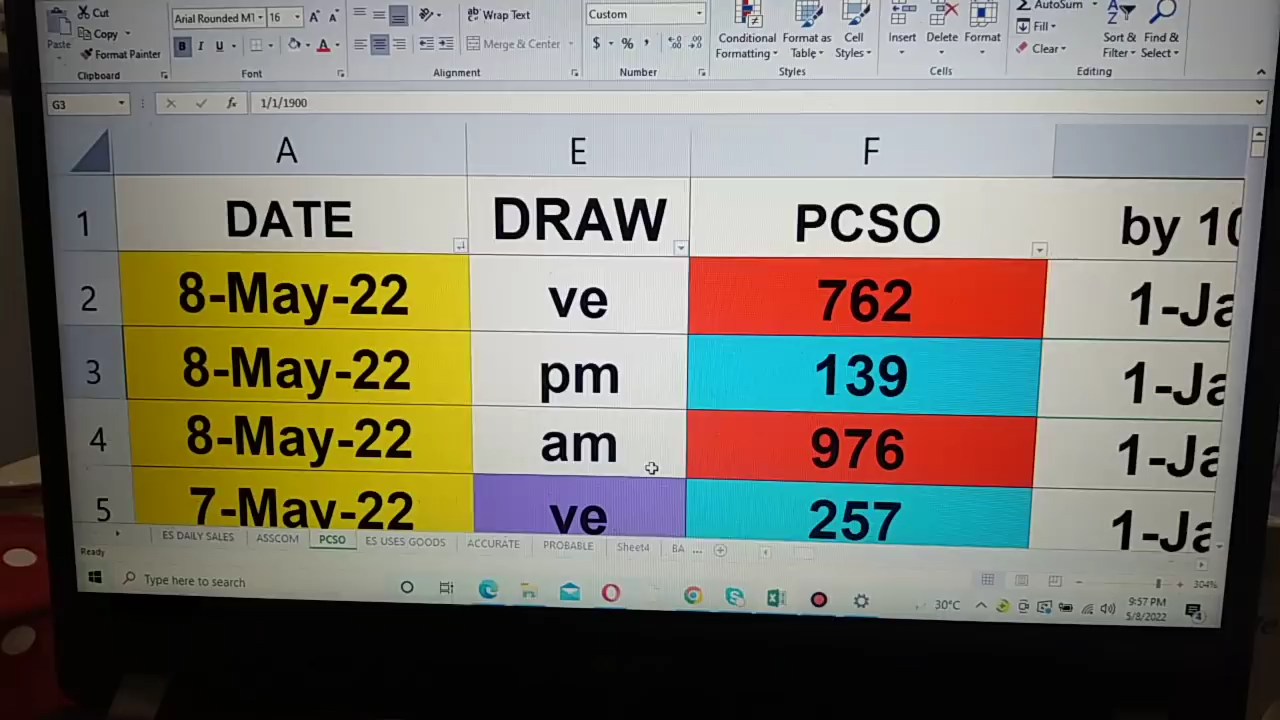 Cut
Copy
Paste
Format Painter
Clipboard
Arial Rounded MT
16
A A
B I U
A
Font
Wrap Text
Merge & Center
Alignment
Custom
$ % ,
Number
Conditional Formatting
Format as Table
Cell Styles
Styles
Insert
Delete
Format
Cells
AutoSum
Fill
Clear
Sort & Filter
Find & Select
Editing
G3
fx
1/1/1900
A E F
1 DATE DRAW PCSO by 10
2 8-May-22 ve 762 1-Ja
3 8-May-22 pm 139 1-Ja
4 8-May-22 am 976 1-Ja
5 7-May-22 ve 257 1-Ja
ES DAILY SALES ASSCOM PCSO ES USES GOODS ACCURATE PROBABLE Sheet4 BA ...
Ready
304%
Type here to search
30°C
9:57 PM
5/8/2022
4